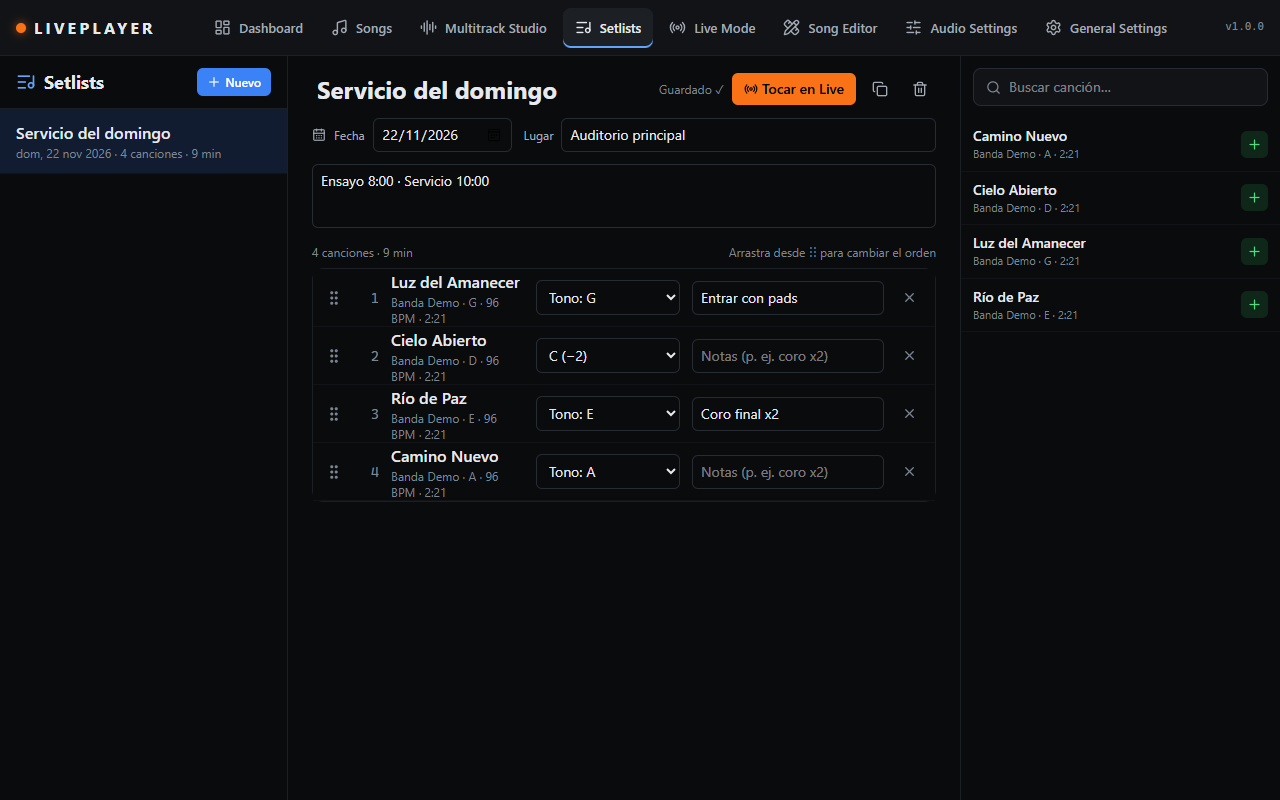 LIVEPLAYER
Dashboard
Songs
Multitrack Studio
Setlists
Live Mode
Song Editor
Audio Settings
General Settings
v1.0.0
Setlists
+ Nuevo
Servicio del domingo
dom, 22 nov 2026 · 4 canciones · 9 min
Servicio del domingo
Guardado ✓
Tocar en Live
Fecha
22/11/2026
Lugar
Auditorio principal
Ensayo 8:00 · Servicio 10:00
4 canciones · 9 min
Arrastra desde ⠿ para cambiar el orden
1
Luz del Amanecer
Banda Demo · G · 96
BPM · 2:21
Tono: G
Entrar con pads
2
Cielo Abierto
Banda Demo · D · 96
BPM · 2:21
C (−2)
Notas (p. ej. coro x2)
3
Río de Paz
Banda Demo · E · 96
BPM · 2:21
Tono: E
Coro final x2
4
Camino Nuevo
Banda Demo · A · 96
BPM · 2:21
Tono: A
Notas (p. ej. coro x2)
Buscar canción...
Camino Nuevo
Banda Demo · A · 2:21
Cielo Abierto
Banda Demo · D · 2:21
Luz del Amanecer
Banda Demo · G · 2:21
Río de Paz
Banda Demo · E · 2:21